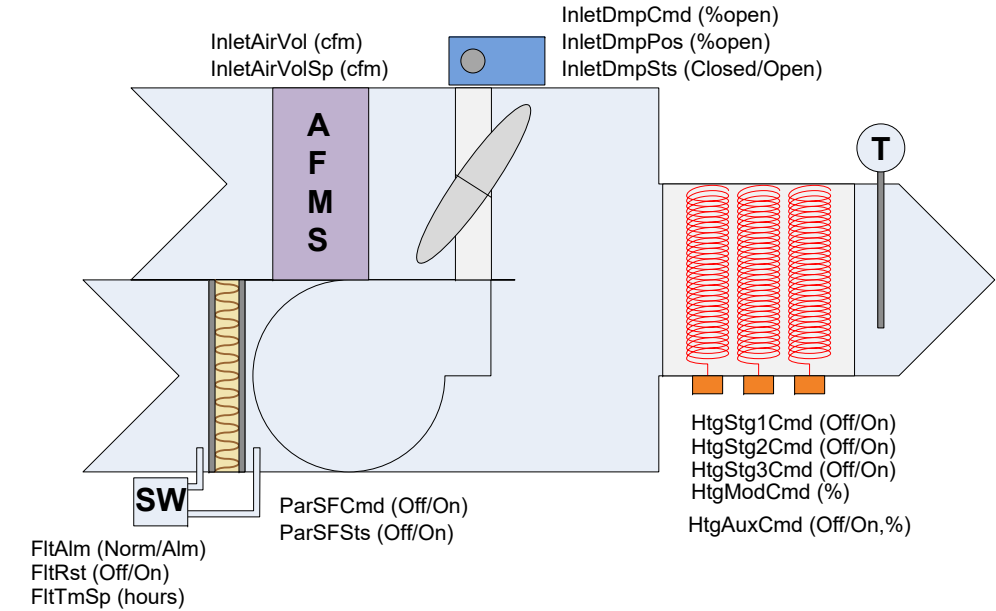 InletDmpCmd (%open)
InletDmpPos (%open)
InletDmpSts (Closed/Open)
InletAirVol (cfm)
InletAirVolSp (cfm)
A
F
M
S
T
HtgStg1Cmd (Off/On)
HtgStg2Cmd (Off/On)
HtgStg3Cmd (Off/On)
HtgModCmd (%)
HtgAuxCmd (Off/On,%)
SW
ParSFCmd (Off/On)
ParSFSts (Off/On)
FltAlm (Norm/Alm)
FltRst (Off/On)
FltTmSp (hours)